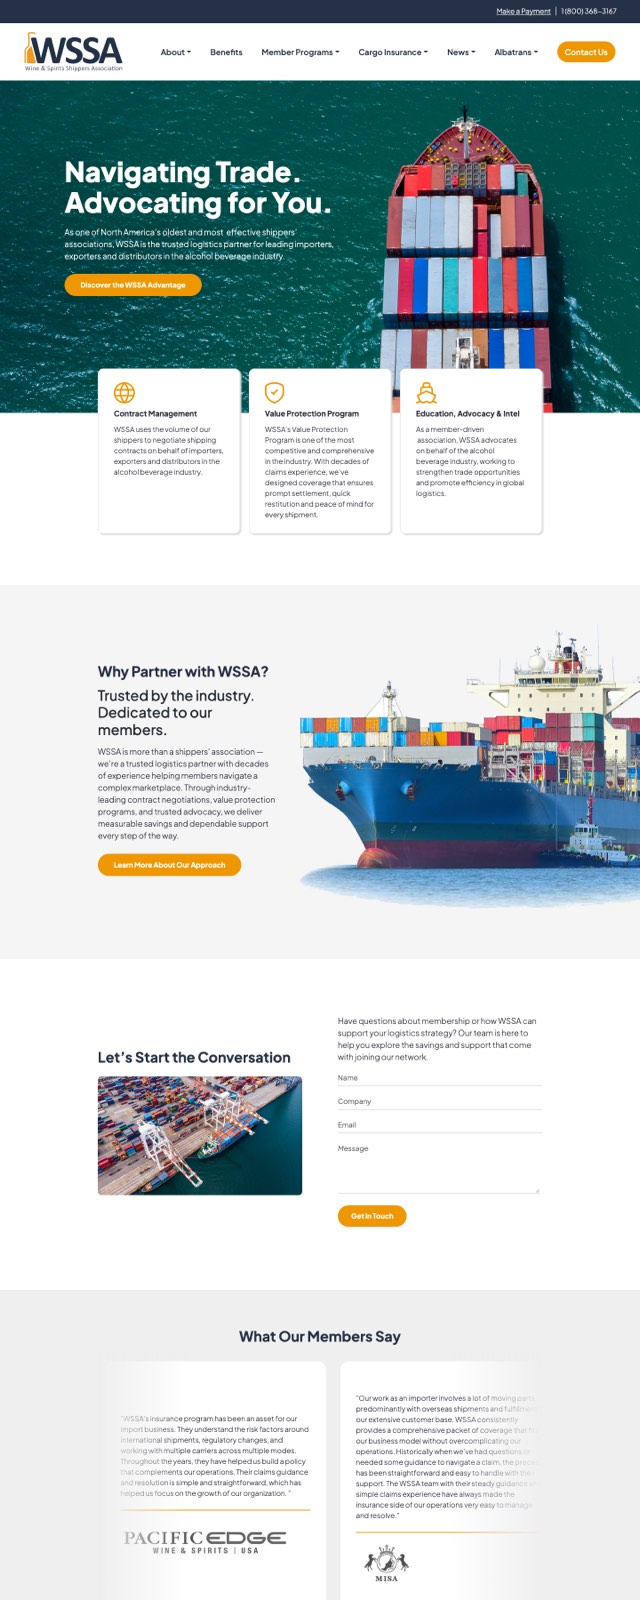 Make a Payment | 1 (800) 368-3167
WSSA
Wine & Spirits Shippers Association
About Benefits Member Programs Cargo Insurance News Albatrans Contact Us
Navigating Trade.
Advocating for You.
As one of North America's oldest and most effective shippers'
associations, WSSA is the trusted logistics partner for leading importers,
exporters and distributors in the alcohol beverage industry.
Discover the WSSA Advantage
Contract Management
WSSA uses the volume of our
shippers to negotiate shipping
contracts on behalf of importers,
exporters and distributors in the
alcohol beverage industry.
Value Protection Program
WSSA's Value Protection
Program is one of the most
competitive and comprehensive
in the industry. With decades of
claims experience, we've
designed coverage that ensures
prompt settlement, quick
restitution and peace of mind for
every shipment.
Education, Advocacy & Intel
As a member-driven
association, WSSA advocates
on behalf of the alcohol
beverage industry, working to
strengthen trade opportunities
and promote efficiency in global
logistics.
Why Partner with WSSA?
Trusted by the industry.
Dedicated to our
members.
WSSA is more than a shippers' association —
we're a trusted logistics partner with decades
of experience helping members navigate a
complex marketplace. Through industry-
leading contract negotiations, value protection
programs, and trusted advocacy, we deliver
measurable savings and dependable support
every step of the way.
Learn More About Our Approach
Let's Start the Conversation
Have questions about membership or how WSSA can
support your logistics strategy? Our team is here to
help you explore the savings and support that come
with joining our network.
Name
Company
Email
Message
Get In Touch
What Our Members Say
"WSSA's insurance program has been an asset for our
import business. They understand the risk factors around
international shipments, regulatory changes, and
working with multiple carriers across multiple modes.
Throughout the years, they have helped us build a policy
that complements our operations. Their claims guidance
and resolution is simple and straightforward, which has
helped us focus on the growth of our organization. "
PACIFIC EDGE
WINE & SPIRITS | USA
"Our work as an importer involves a lot of moving parts,
predominantly with overseas shipments and fulfillment
our extensive customer base. WSSA consistently
provides a comprehensive packet of coverage that
our business model without overcomplicating our
operations. Historically when we've had questions or
needed some guidance to navigate a claim, the process
has been straightforward and easy to handle with the
support. The WSSA team with their steady guidance
simple claims experience have always made the
insurance side of our operations very easy to manage
and resolve."
MISA